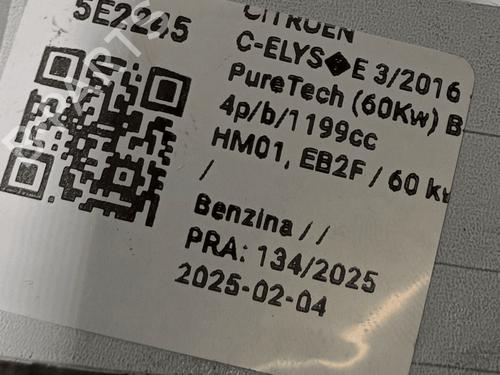 5E2245
CITROEN
C-ELYS�E 3/2016
PureTech (60Kw) B
4p/b/1199cc
HM01, EB2F / 60 kw
/
Benzina / /
PRA: 134/2025
2025-02-04